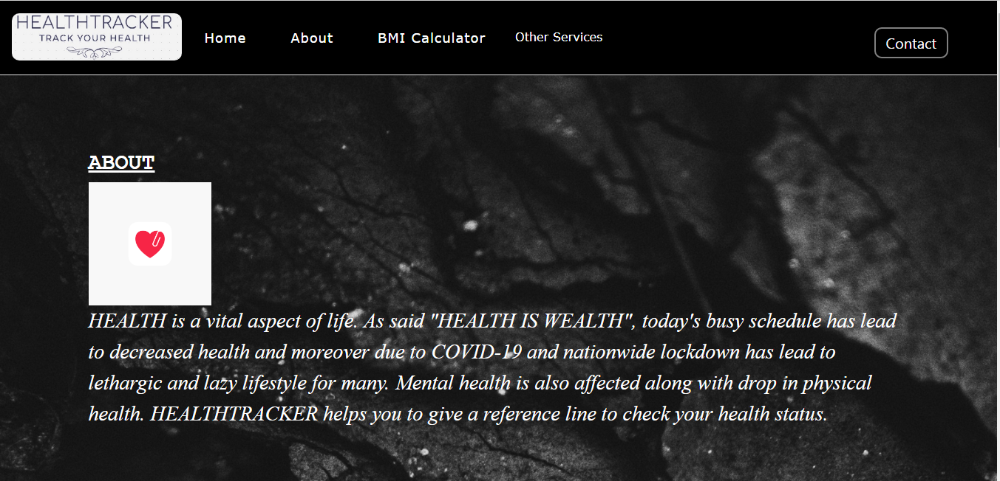 HEALTHTRACKER
TRACK YOUR HEALTH
Home
About
BMI Calculator
Other Services
Contact
ABOUT
HEALTH is a vital aspect of life. As said "HEALTH IS WEALTH", today's busy schedule has lead
to decreased health and moreover due to COVID-19 and nationwide lockdown has lead to
lethargic and lazy lifestyle for many. Mental health is also affected along with drop in physical
health. HEALTHTRACKER helps you to give a reference line to check your health status.